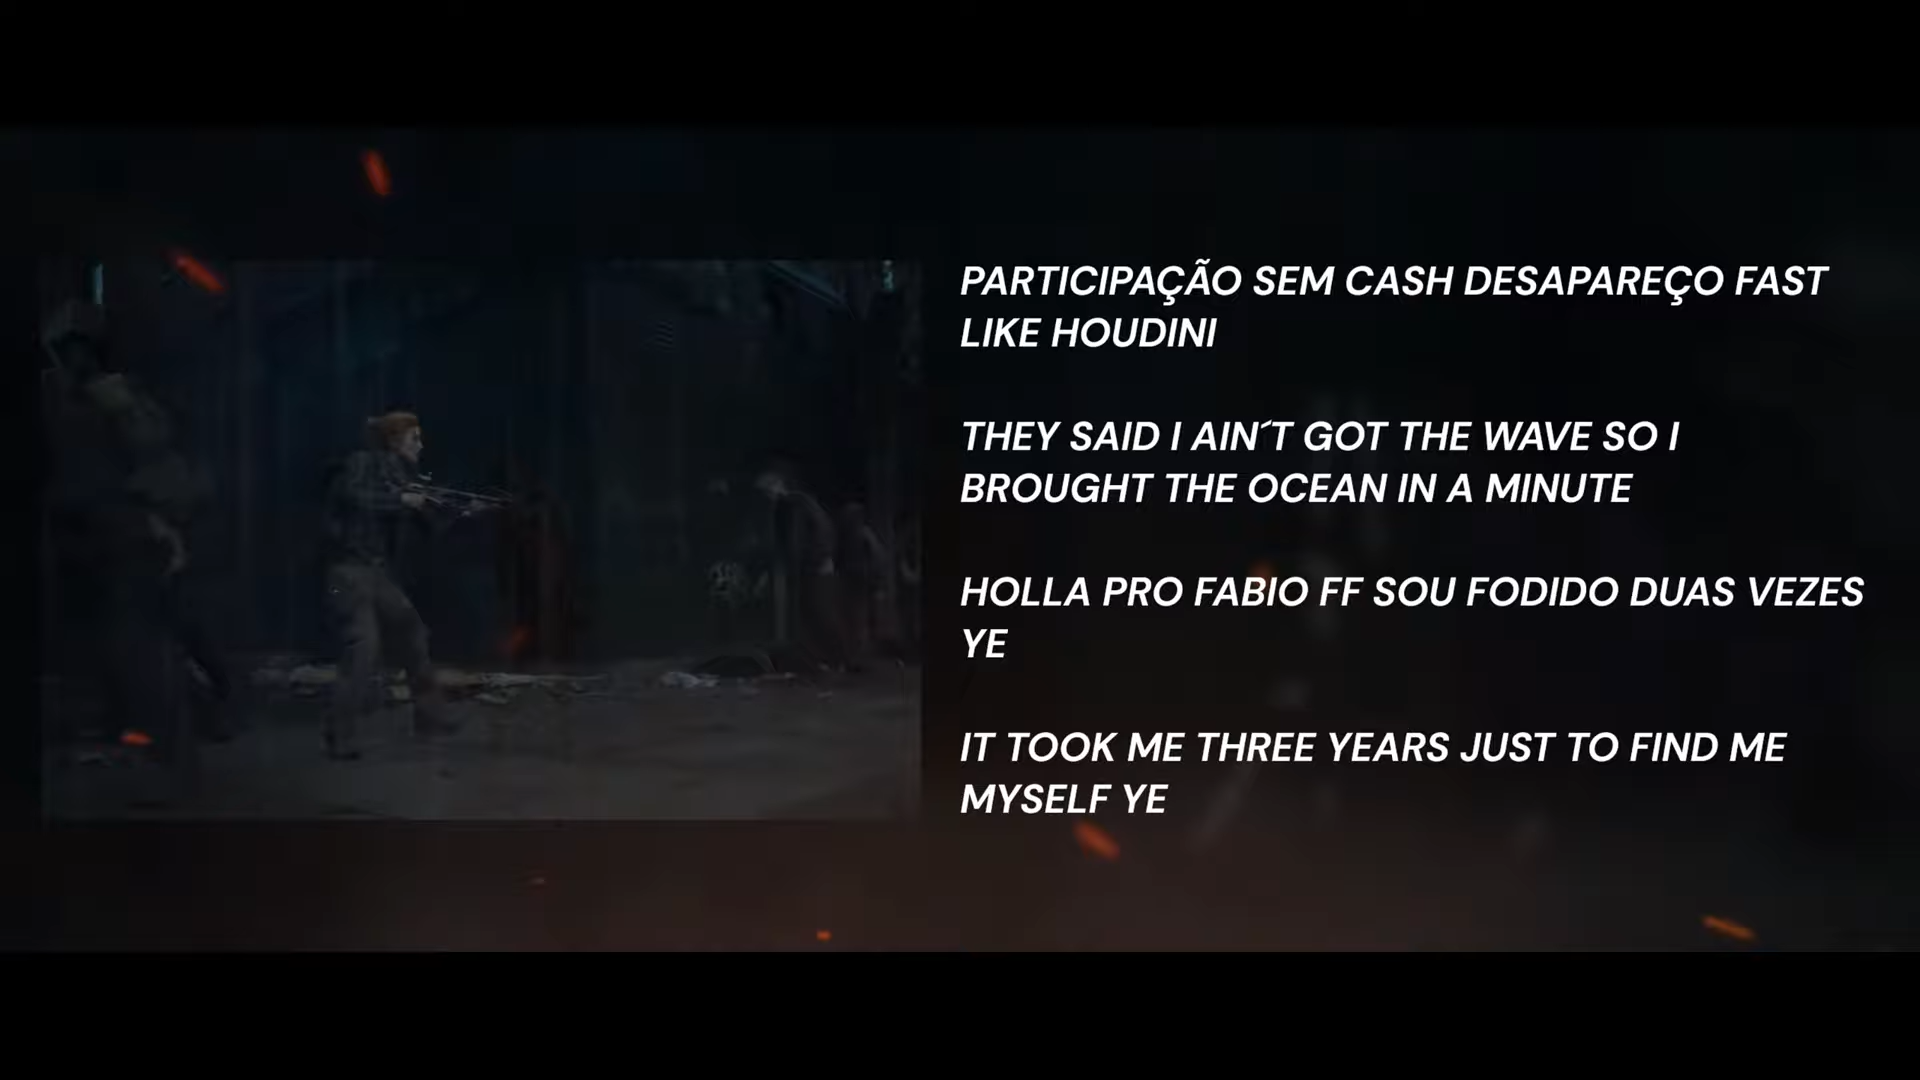 PARTICIPAÇÃO SEM CASH DESAPAREÇO FAST
LIKE HOUDINI
THEY SAID I AIN´T GOT THE WAVE SO I
BROUGHT THE OCEAN IN A MINUTE
HOLLA PRO FABIO FF SOU FODIDO DUAS VEZES
YE
IT TOOK ME THREE YEARS JUST TO FIND ME
MYSELF YE